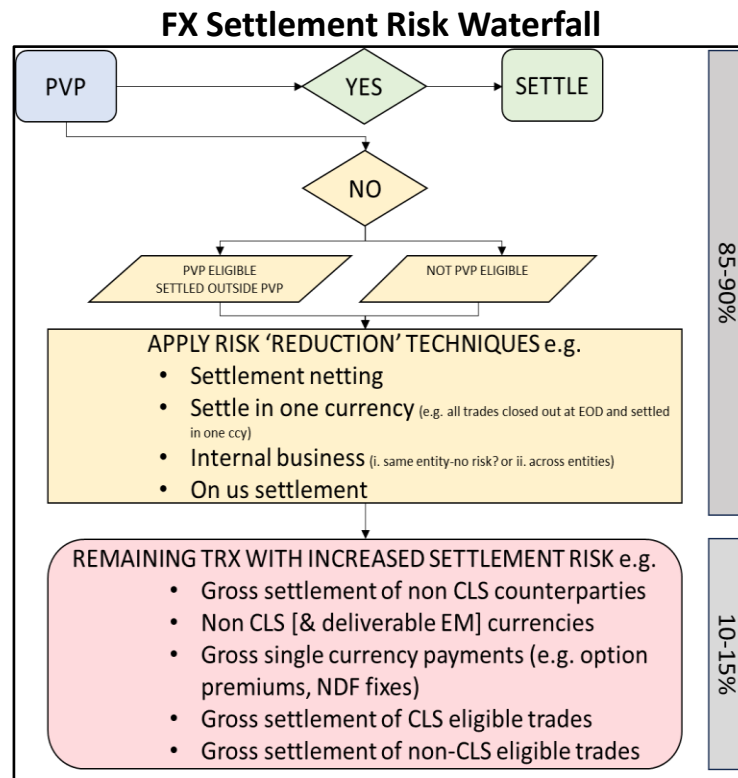 FX Settlement Risk Waterfall
PVP
YES
SETTLE
NO
PVP ELIGIBLE
SETTLED OUTSIDE PVP
NOT PVP ELIGIBLE
85-90%
APPLY RISK ‘REDUCTION’ TECHNIQUES e.g.
• Settlement netting
• Settle in one currency (e.g. all trades closed out at EOD and settled
in one ccy)
• Internal business (i. same entity-no risk? or ii. across entities)
• On us settlement
REMAINING TRX WITH INCREASED SETTLEMENT RISK e.g.
• Gross settlement of non CLS counterparties
• Non CLS [& deliverable EM] currencies
• Gross single currency payments (e.g. option
premiums, NDF fixes)
• Gross settlement of CLS eligible trades
• Gross settlement of non-CLS eligible trades
10-15%